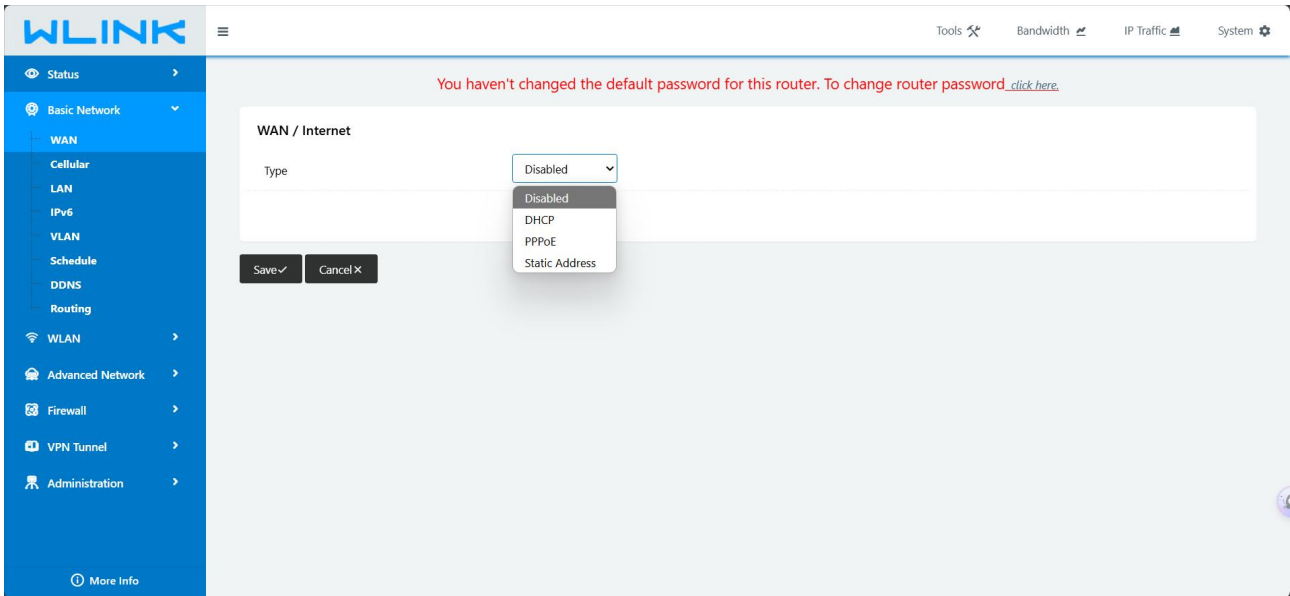 WLINK
Tools
Bandwidth
IP Traffic
System
Status
Basic Network
WAN
Cellular
LAN
IPv6
VLAN
Schedule
DDNS
Routing
WLAN
Advanced Network
Firewall
VPN Tunnel
Administration
More Info
You haven't changed the default password for this router. To change router password click here.
WAN / Internet
Type
Disabled
Disabled
DHCP
PPPoE
Static Address
Save
Cancel